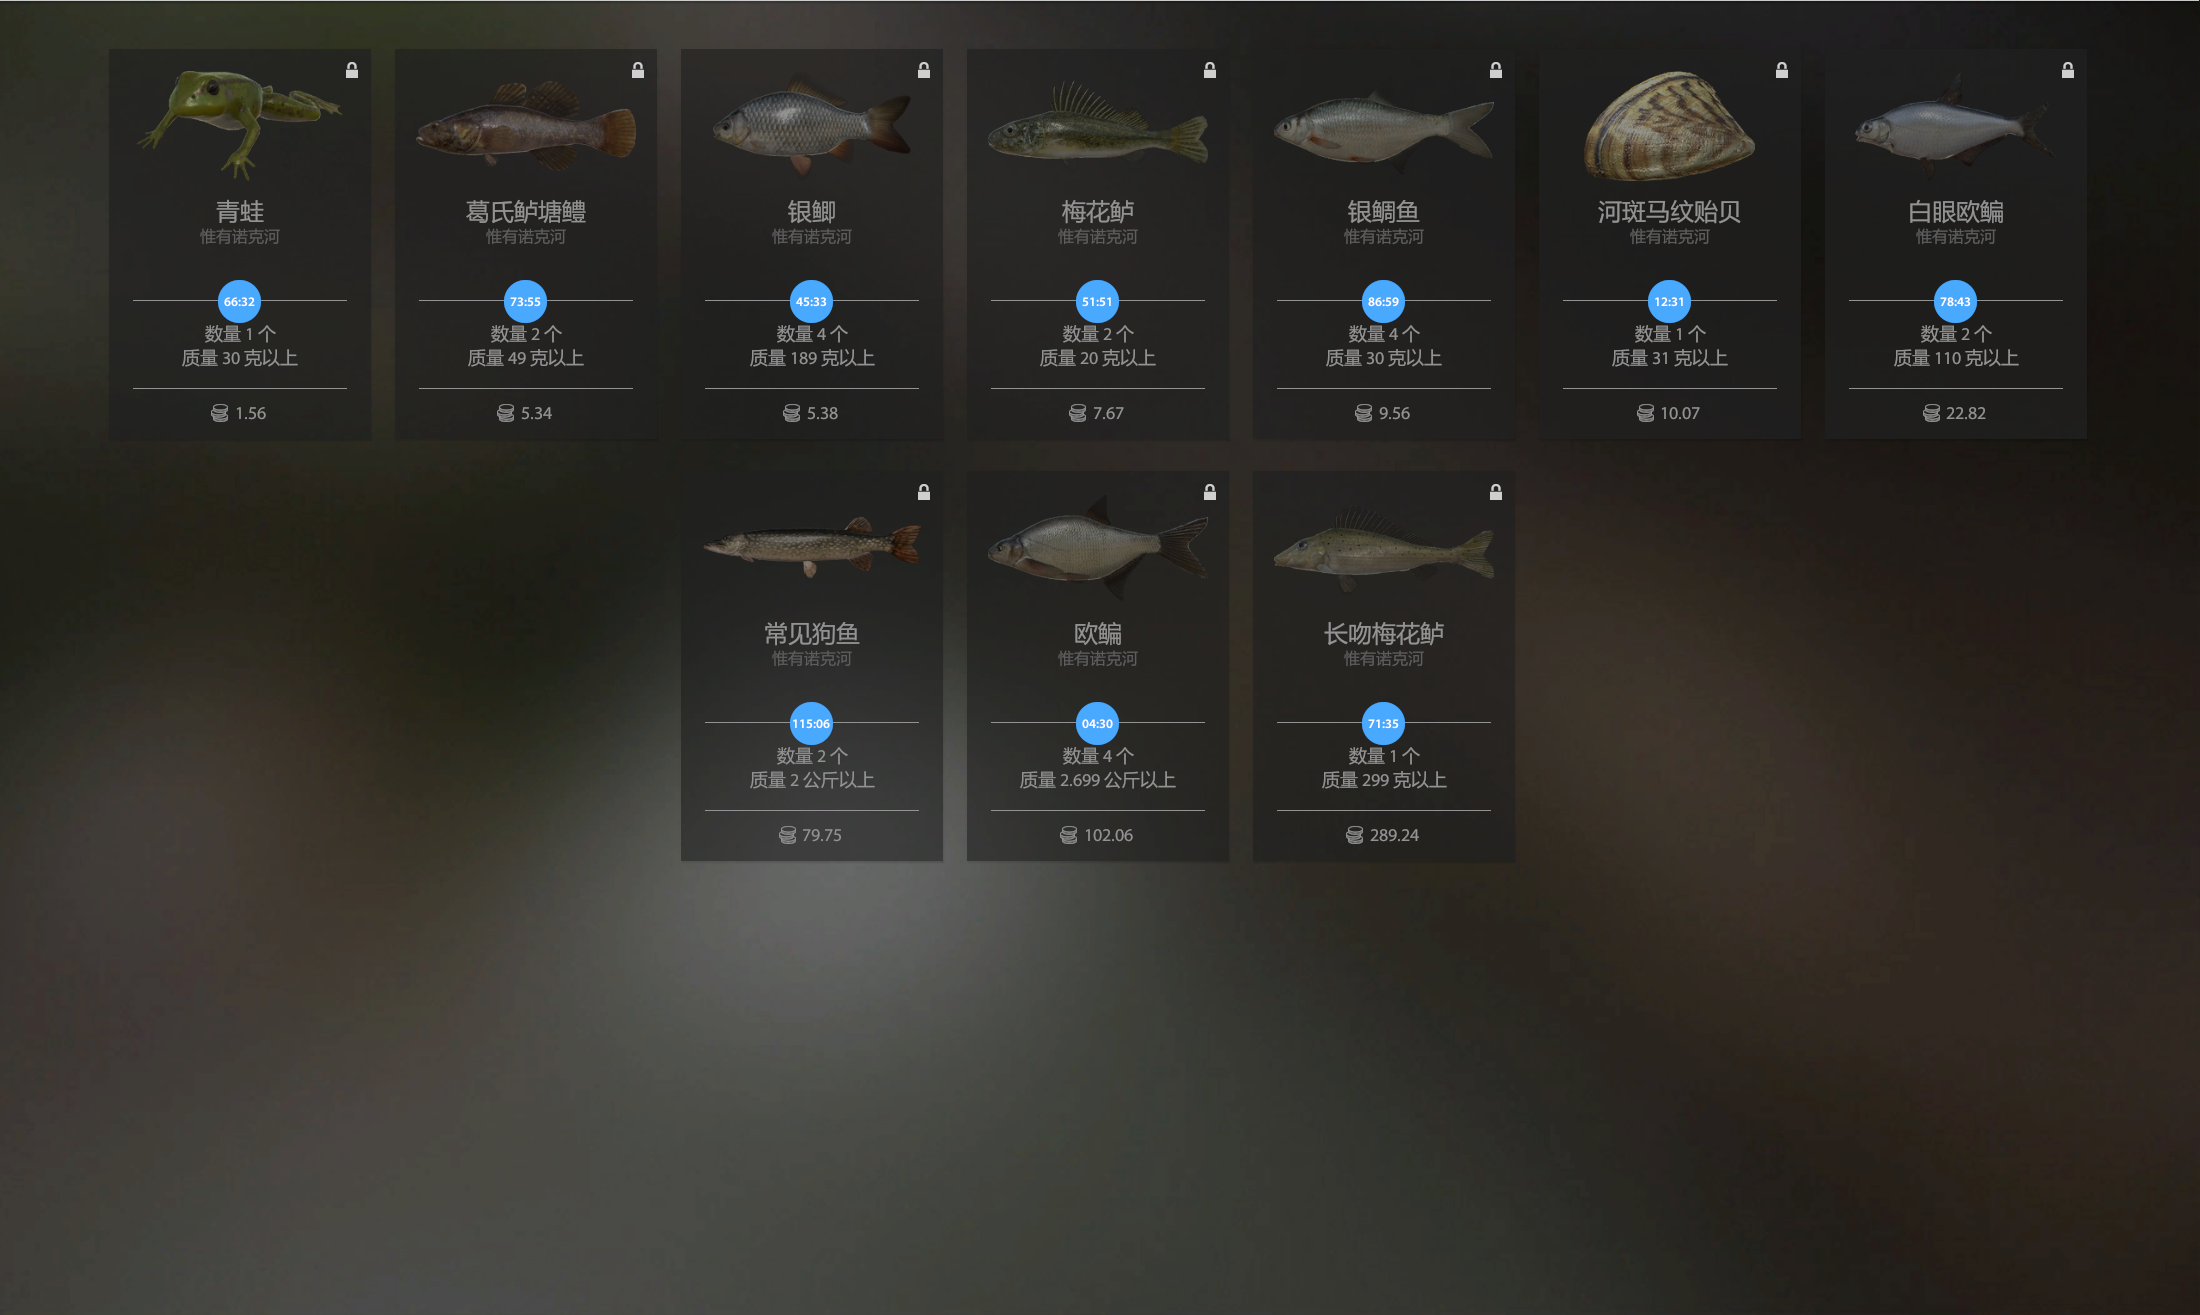 青蛙
惟有诺克河
66:32
数量 1 个
质量 30 克以上
1.56
葛氏鲈塘鳢
惟有诺克河
73:55
数量 2 个
质量 49 克以上
5.34
银鲫
惟有诺克河
45:33
数量 4 个
质量 189 克以上
5.38
梅花鲈
惟有诺克河
51:51
数量 2 个
质量 20 克以上
7.67
银鲷鱼
惟有诺克河
86:59
数量 4 个
质量 30 克以上
9.56
河斑马纹贻贝
惟有诺克河
12:31
数量 1 个
质量 31 克以上
10.07
白眼欧鳊
惟有诺克河
78:43
数量 2 个
质量 110 克以上
22.82
常见狗鱼
惟有诺克河
115:06
数量 2 个
质量 2 公斤以上
79.75
欧鳊
惟有诺克河
04:30
数量 4 个
质量 2.699 公斤以上
102.06
长吻梅花鲈
惟有诺克河
71:35
数量 1 个
质量 299 克以上
289.24